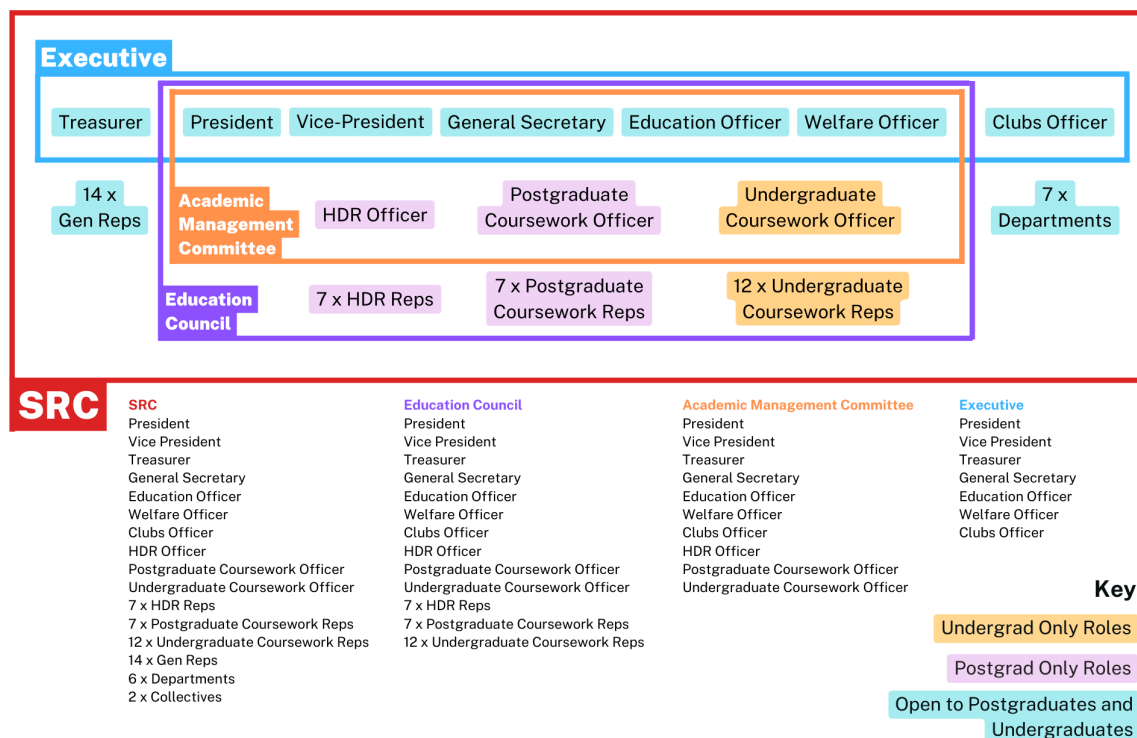 Executive
Treasurer
President
Vice-President
General Secretary
Education Officer
Welfare Officer
Clubs Officer
14 x
Gen Reps
Academic
Management
Committee
HDR Officer
Postgraduate
Coursework Officer
Undergraduate
Coursework Officer
7 x
Departments
Education
Council
7 x HDR Reps
7 x Postgraduate
Coursework Reps
12 x Undergraduate
Coursework Reps
SRC
SRC
President
Vice President
Treasurer
General Secretary
Education Officer
Welfare Officer
Clubs Officer
HDR Officer
Postgraduate Coursework Officer
Undergraduate Coursework Officer
7 x HDR Reps
7 x Postgraduate Coursework Reps
12 x Undergraduate Coursework Reps
14 x Gen Reps
6 x Departments
2 x Collectives
Education Council
President
Vice President
Treasurer
General Secretary
Education Officer
Welfare Officer
Clubs Officer
HDR Officer
Postgraduate Coursework Officer
Undergraduate Coursework Officer
7 x HDR Reps
7 x Postgraduate Coursework Reps
12 x Undergraduate Coursework Reps
Academic Management Committee
President
Vice President
Treasurer
General Secretary
Education Officer
Welfare Officer
Clubs Officer
HDR Officer
Postgraduate Coursework Officer
Undergraduate Coursework Officer
Executive
President
Vice President
Treasurer
General Secretary
Education Officer
Welfare Officer
Clubs Officer
Key
Undergrad Only Roles
Postgrad Only Roles
Open to Postgraduates and
Undergraduates